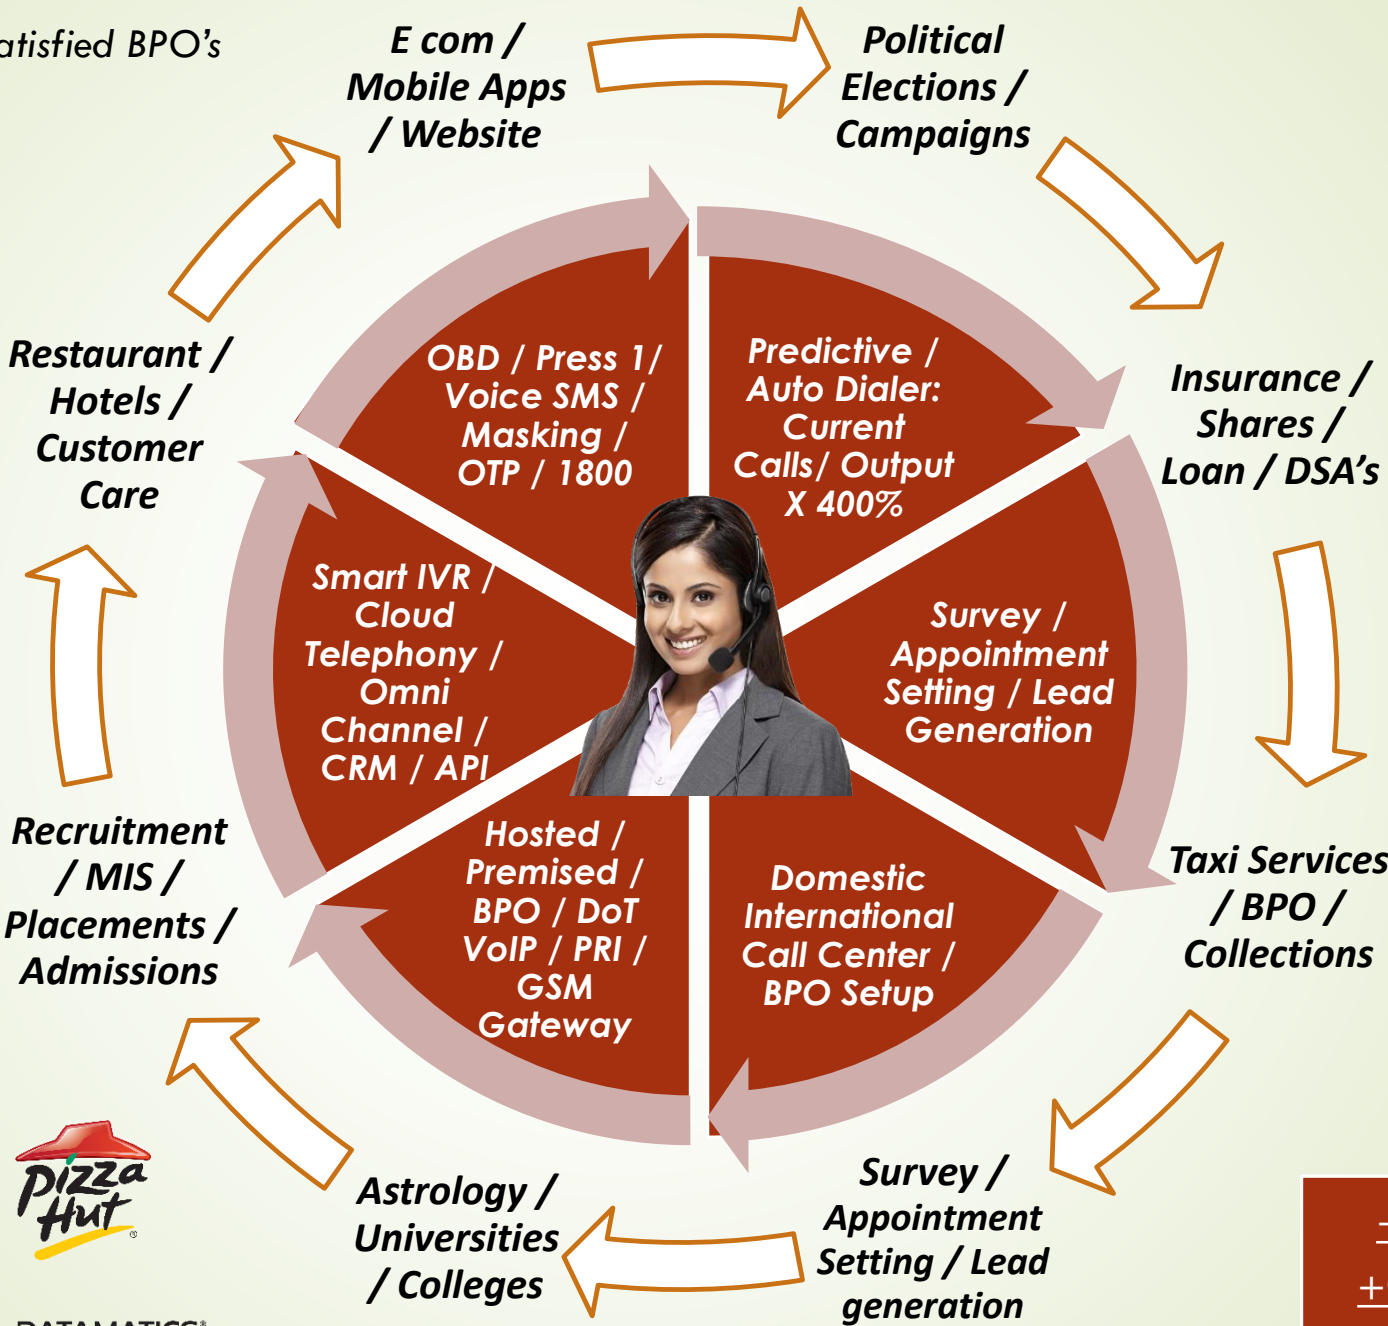 atisfied BPO's
E com /
Mobile Apps
/ Website
Political
Elections /
Campaigns
Insurance /
Shares /
Loan / DSA's
Taxi Services
/ BPO /
Collections
Survey /
Appointment
Setting / Lead
generation
Astrology /
Universities
/ Colleges
Recruitment
/ MIS /
Placements /
Admissions
Restaurant /
Hotels /
Customer
Care
OBD / Press 1/
Voice SMS /
Masking /
OTP / 1800
Predictive /
Auto Dialer:
Current
Calls/ Output
X 400%
Survey /
Appointment
Setting / Lead
Generation
Domestic
International
Call Center /
BPO Setup
Hosted /
Premised /
BPO / DoT
VoIP / PRI /
GSM
Gateway
Smart IVR /
Cloud
Telephony /
Omni
Channel /
CRM / API
Pizza
Hut
®
DATAMATICS®